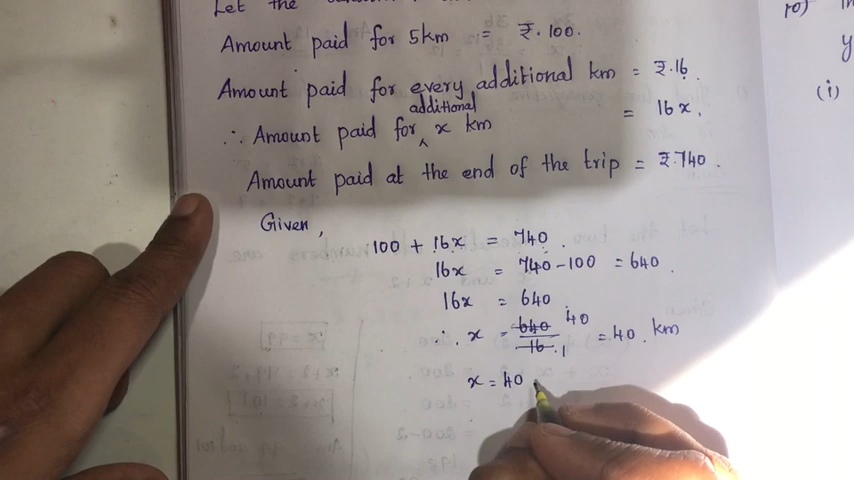 Let the
Amount paid for 5km = ₹.100.
Amount paid for every additional km = ₹.16.
additional
∴ Amount paid for ^ x km = 16x.
Amount paid at the end of the trip = ₹.740.
Given,
100 + 16x = 740.
16x = 740-100 = 640.
16x = 640
∴ x = 640/16 40 1 = 40. km
x = 40
10)
(i)